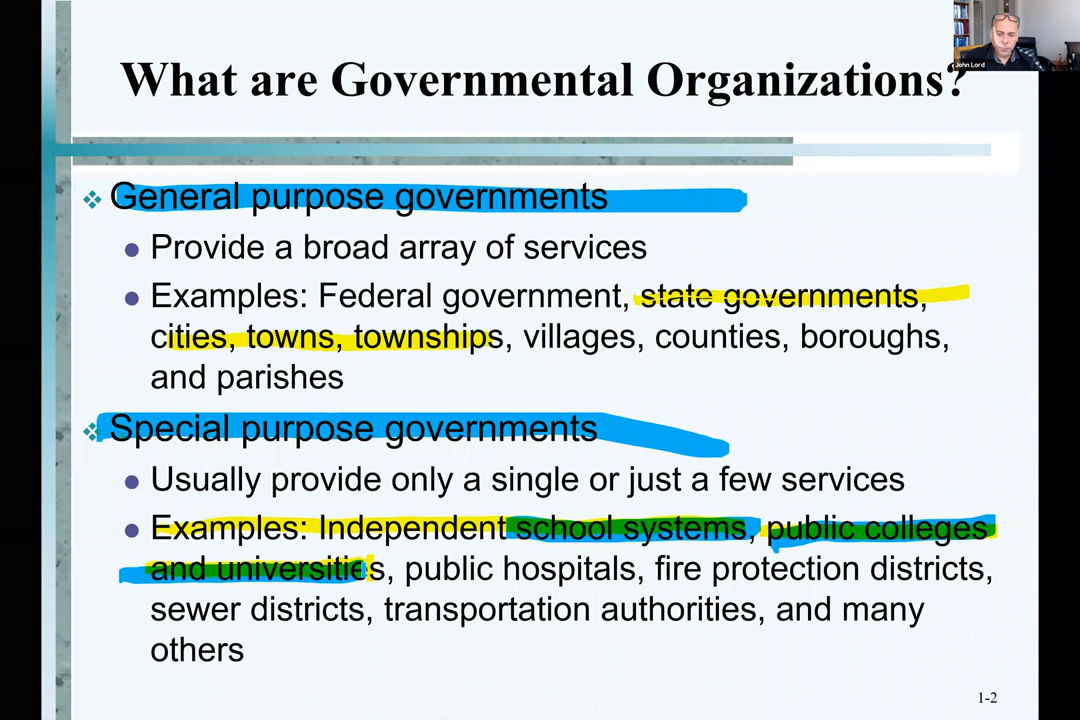 John Lord
What are Governmental Organizations?
General purpose governments
Provide a broad array of services
Examples: Federal government, state governments,
cities, towns, townships, villages, counties, boroughs,
and parishes
Special purpose governments
Usually provide only a single or just a few services
Examples: Independent school systems, public colleges
and universities, public hospitals, fire protection districts,
sewer districts, transportation authorities, and many
others
1-2